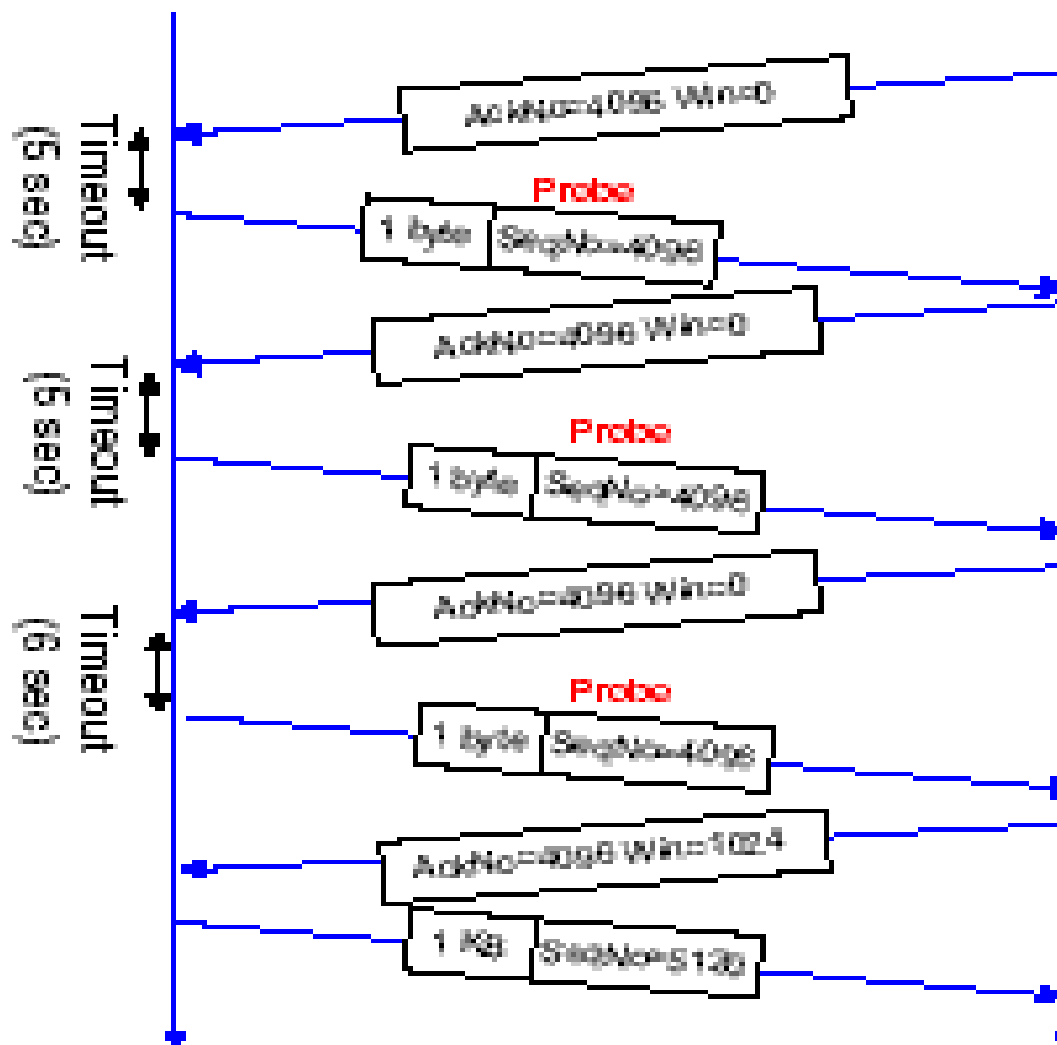 AckNo=4096 Win=0
Timeout
(5 sec)
Probe
1 byte SeqNo=4096
AckNo=4096 Win=0
Timeout
(5 sec)
Probe
1 byte SeqNo=4096
AckNo=4096 Win=0
Timeout
(6 sec)
Probe
1 byte SeqNo=4096
AckNo=4096 Win=1024
1 KB